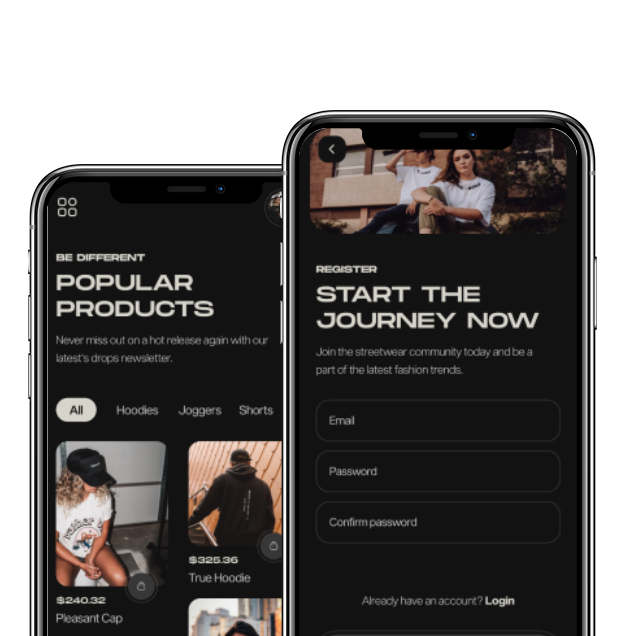 BE DIFFERENT
POPULAR
PRODUCTS
Never miss out on a hot release again with our
latest's drops newsletter.
All
Hoodies
Joggers
Shorts
$240.32
Pleasant Cap
$325.36
True Hoodie
REGISTER
START THE
JOURNEY NOW
Join the streetwear community today and be a
part of the latest fashion trends.
Email
Password
Confirm password
Already have an account? Login